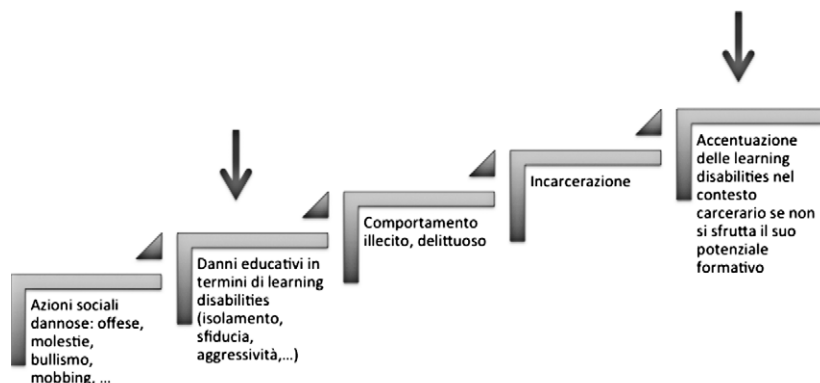 Azioni sociali
dannose: offese,
molestie,
bullismo,
mobbing, ...
Danni educativi in
termini di learning
disabilities
(isolamento,
sfiducia,
aggressività,...)
Comportamento
illecito, delittuoso
Incarcerazione
Accentuazione
delle learning
disabilities nel
contesto
carcerario se non
si sfrutta il suo
potenziale
formativo